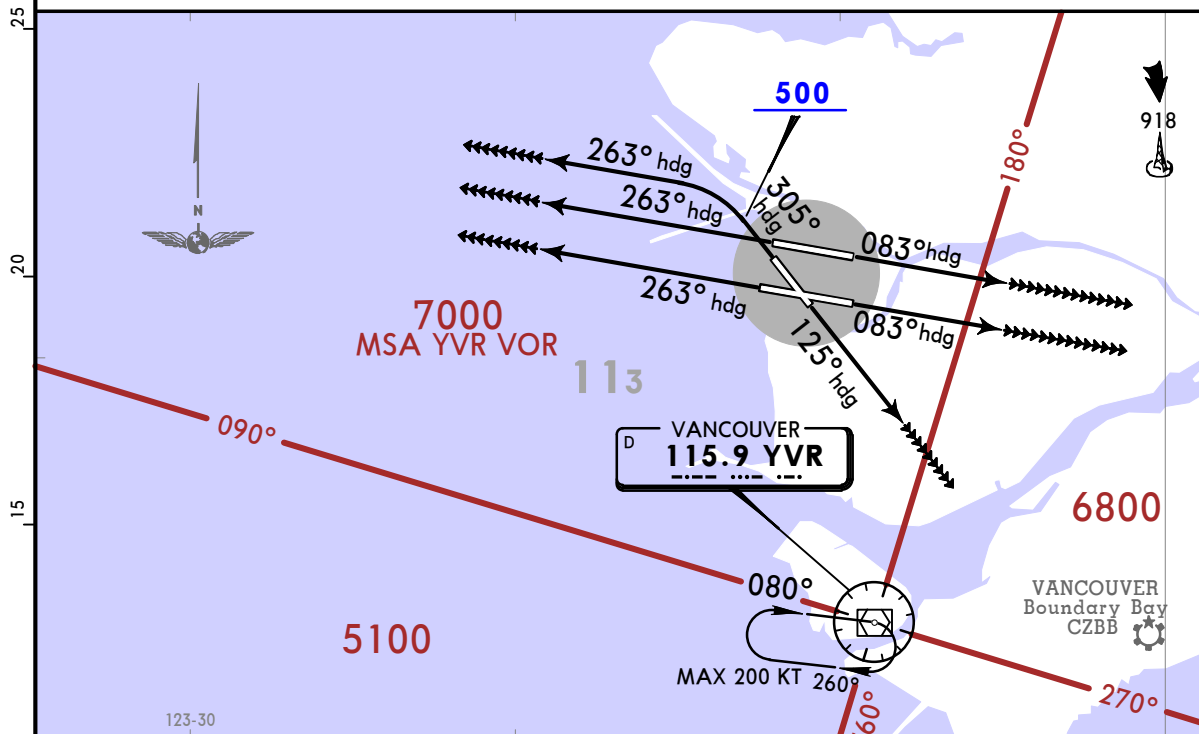 25
500
918
263° hdg
263° hdg
305°
hdg
180°
N
20
083° hdg
263° hdg
083° hdg
7000
MSA YVR VOR
125° hdg
113
090°
D
VANCOUVER
115.9 YVR
6800
15
080°
VANCOUVER
Boundary Bay
CZBB
5100
MAX 200 KT
260°
270°
60°
123-30